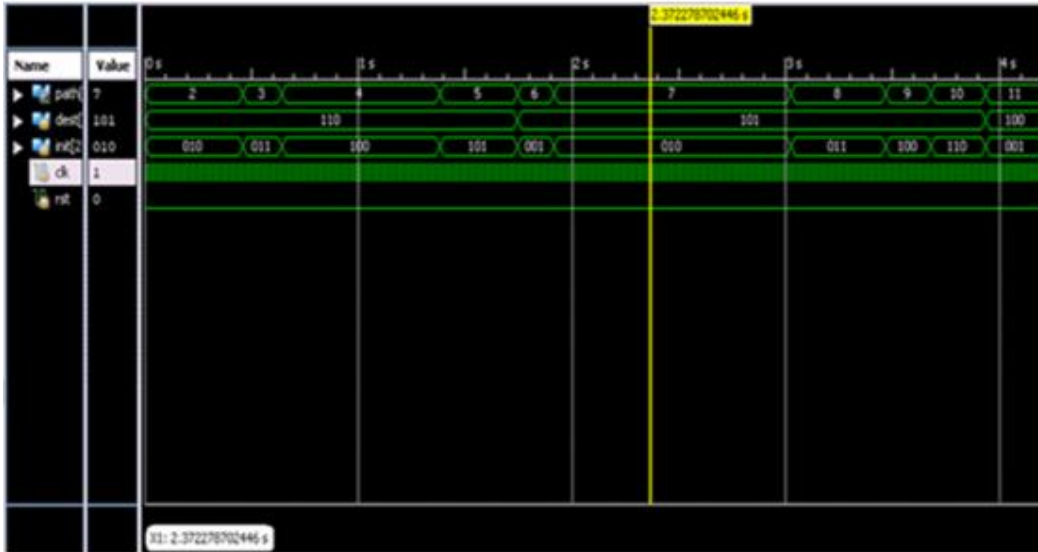 2.372278702446 s
Name Value 0 s 1 s 2 s 3 s 4 s
path[ 7 2 3 4 5 6 7 8 9 10 11
dest[ 101 110 101 100
init[2 010 010 011 100 101 001 010 011 100 110 001
clk 1
rst 0
X1: 2.372278702446 s